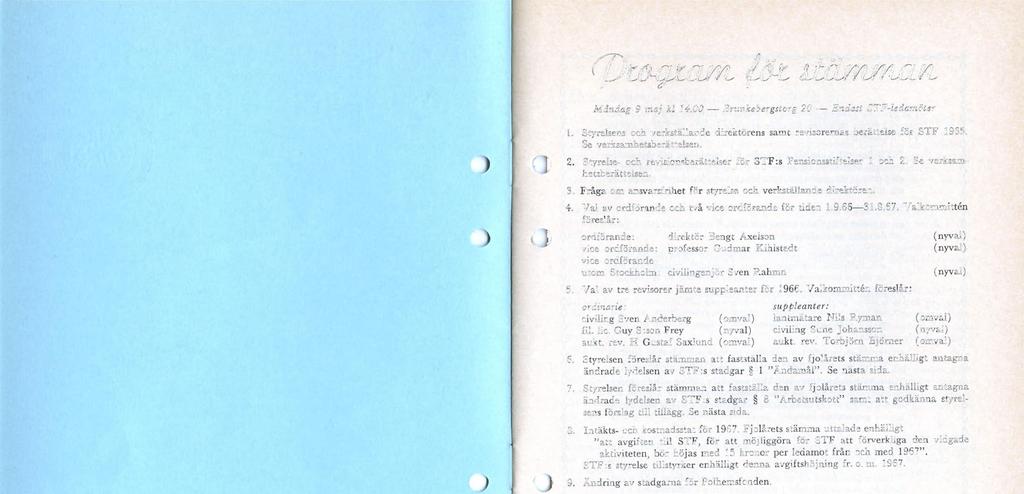 Program för stämman
Måndag 9 maj kl 14.00 — Brunkebergstorg 20 — Endast STF-ledamöter
1. Styrelsens och verkställande direktörens samt revisorernas berättelse för STF 1965.
Se verksamhetsberättelsen.
2. Styrelse- och revisionsberättelser för STF:s Pensionsstiftelser 1 och 2. Se verksam-
hetsberättelsen.
3. Fråga om ansvarsfrihet för styrelse och verkställande direktören.
4. Val av ordförande och två vice ordförande för tiden 1.9.66—31.8.67. Valkommittén
föreslår:
ordförande: direktör Bengt Axelson (nyval)
vice ordförande: professor Gudmar Kihlstedt (nyval)
vice ordförande
utom Stockholm: civilingenjör Sven Rahmn (nyval)
5. Val av tre revisorer jämte suppleanter för 1966. Valkommittén föreslår:
ordinarie: suppleanter:
civiling Sven Anderberg (omval) lantmätare Nils Ryman (omval)
fil. lic. Guy S:son Frey (nyval) civiling Sune Johansson (nyval)
aukt. rev. H Gustaf Saxlund (omval) aukt. rev. Torbjörn Björner (omval)
6. Styrelsen föreslår stämman att fastställa den av fjolårets stämma enhälligt antagna
ändrade lydelsen av STF:s stadgar § 1 "Ändamål". Se nästa sida.
7. Styrelsen föreslår stämman att fastställa den av fjolårets stämma enhälligt antagna
ändrade lydelsen av STF:s stadgar § 8 "Arbetsutskott" samt att godkänna styrel-
sens förslag till tillägg. Se nästa sida.
8. Intäkts- och kostnadsstat för 1967. Fjolårets stämma uttalade enhälligt
"att avgiften till STF, för att möjliggöra för STF att förverkliga den vidgade
aktiviteten, bör höjas med 15 kronor per ledamot från och med 1967".
STF:s styrelse tillstyrker enhälligt denna avgiftshöjning fr. o. m. 1967.
9. Ändring av stadgarna för Polhemsfonden.